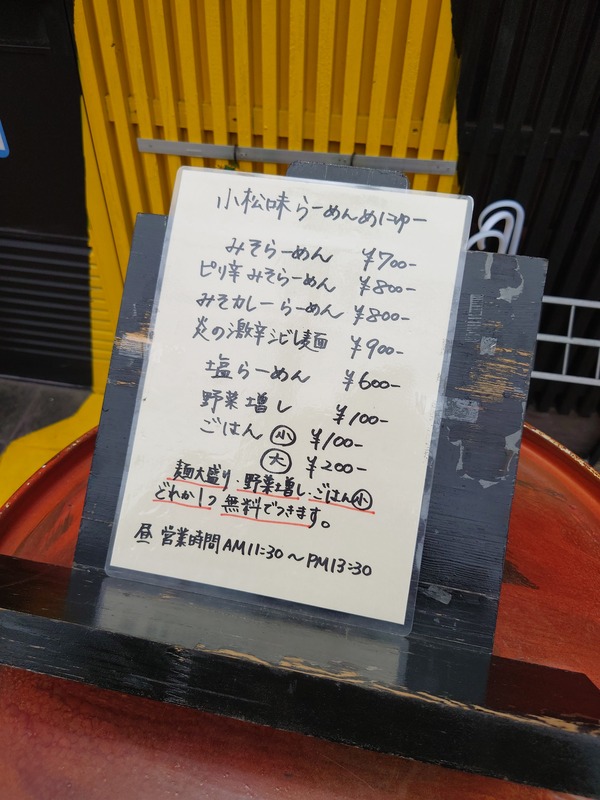 小松味らーめんめにゅー
みそらーめん ¥700-
ピリ辛みそらーめん ¥800-
みそカレーらーめん ¥800-
炎の激辛シビレ麺 ¥900-
塩らーめん ¥600-
野菜増し ¥100-
ごはん 小 ¥100-
大 ¥200-
麺大盛り・野菜増し・ごはん小
どれか1つ無料でつきます。
昼 営業時間 AM11:30～PM13:30